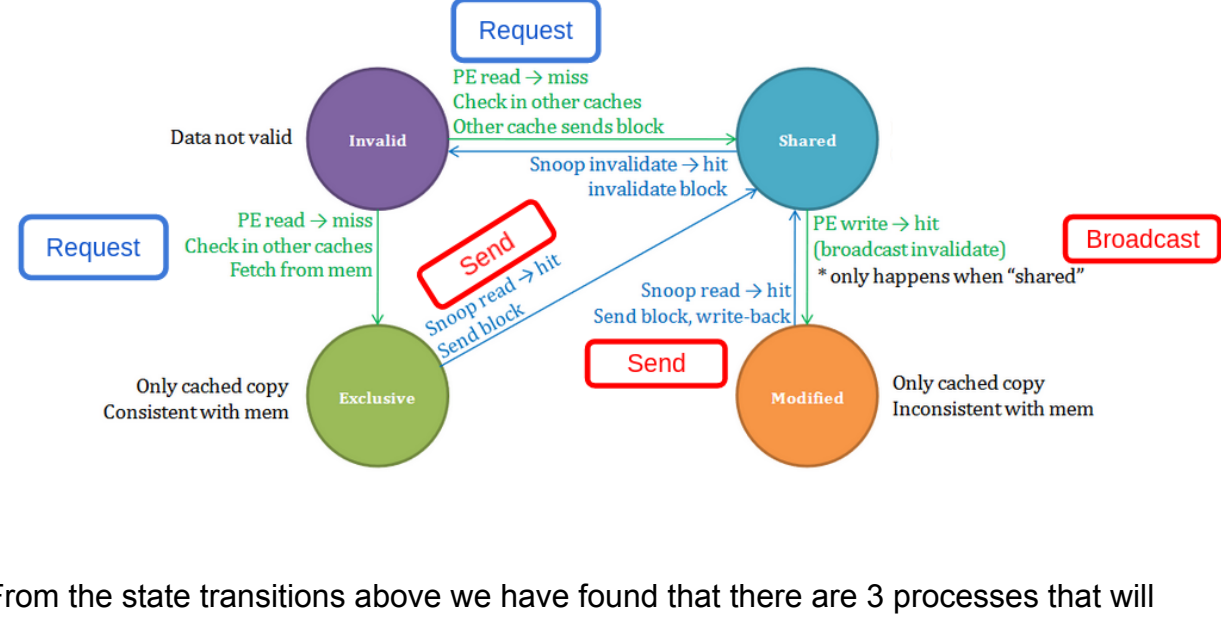 Request
PE read → miss
Check in other caches
Other cache sends block
Data not valid
Invalid
Shared
Snoop invalidate → hit
invalidate block
Request
PE read → miss
Check in other caches
Fetch from mem
Send
Snoop read → hit
Send block
PE write → hit
(broadcast invalidate)
* only happens when “shared”
Broadcast
Snoop read → hit
Send block, write-back
Send
Only cached copy
Consistent with mem
Exclusive
Modified
Only cached copy
Inconsistent with mem
From the state transitions above we have found that there are 3 processes that will